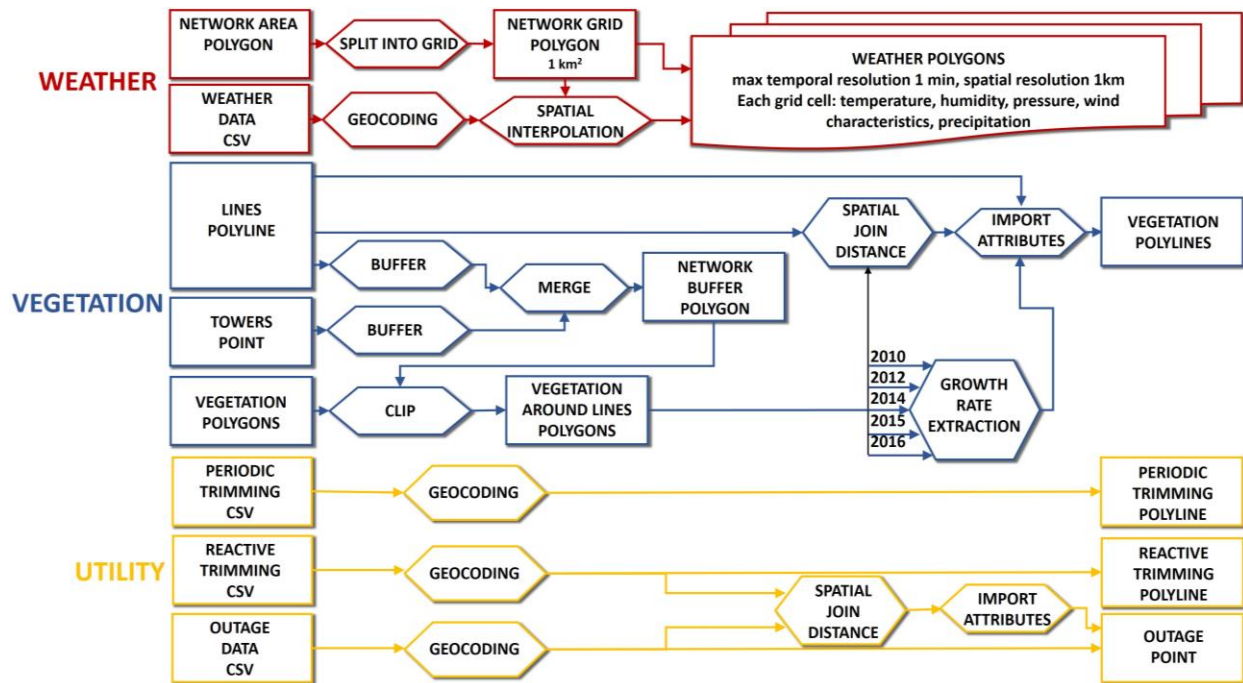 WEATHER
NETWORK AREA
POLYGON
SPLIT INTO GRID
NETWORK GRID
POLYGON
1 km²
WEATHER POLYGONS
max temporal resolution 1 min, spatial resolution 1km
Each grid cell: temperature, humidity, pressure, wind
characteristics, precipitation
WEATHER
DATA
CSV
GEOCODING
SPATIAL
INTERPOLATION
VEGETATION
LINES
POLYLINE
SPATIAL
JOIN
DISTANCE
IMPORT
ATTRIBUTES
VEGETATION
POLYLINES
BUFFER
MERGE
NETWORK
BUFFER
POLYGON
TOWERS
POINT
BUFFER
VEGETATION
POLYGONS
CLIP
VEGETATION
AROUND LINES
POLYGONS
2010
2012
2014
2015
2016
GROWTH
RATE
EXTRACTION
UTILITY
PERIODIC
TRIMMING
CSV
GEOCODING
PERIODIC
TRIMMING
POLYLINE
REACTIVE
TRIMMING
CSV
GEOCODING
REACTIVE
TRIMMING
POLYLINE
SPATIAL
JOIN
DISTANCE
IMPORT
ATTRIBUTES
OUTAGE
DATA
CSV
GEOCODING
OUTAGE
POINT